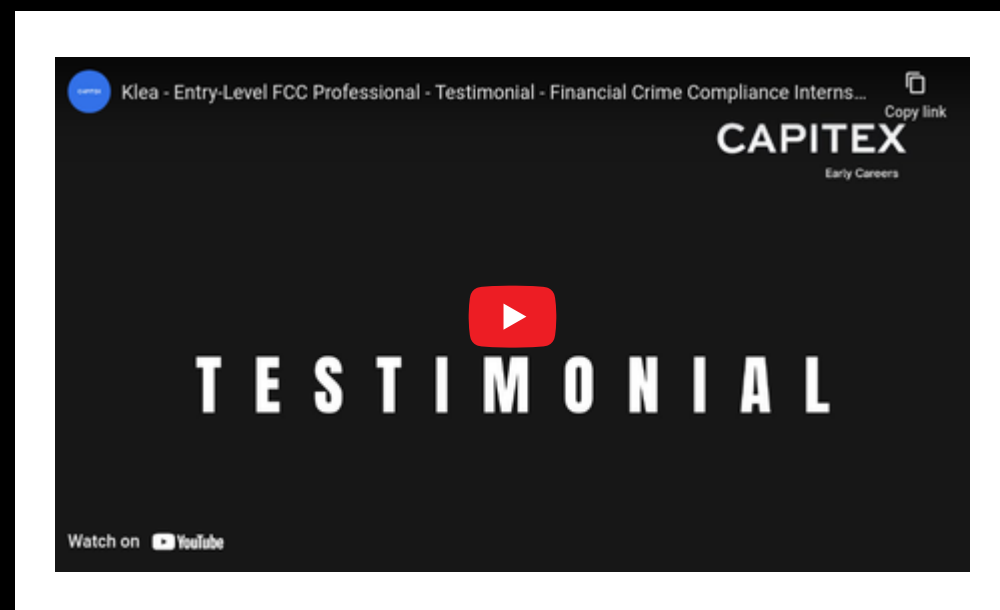 Klea - Entry-Level FCC Professional - Testimonial - Financial Crime Compliance Interns...
Copy link
CAPITEX
Early Careers
TESTIMONIAL
Watch on YouTube